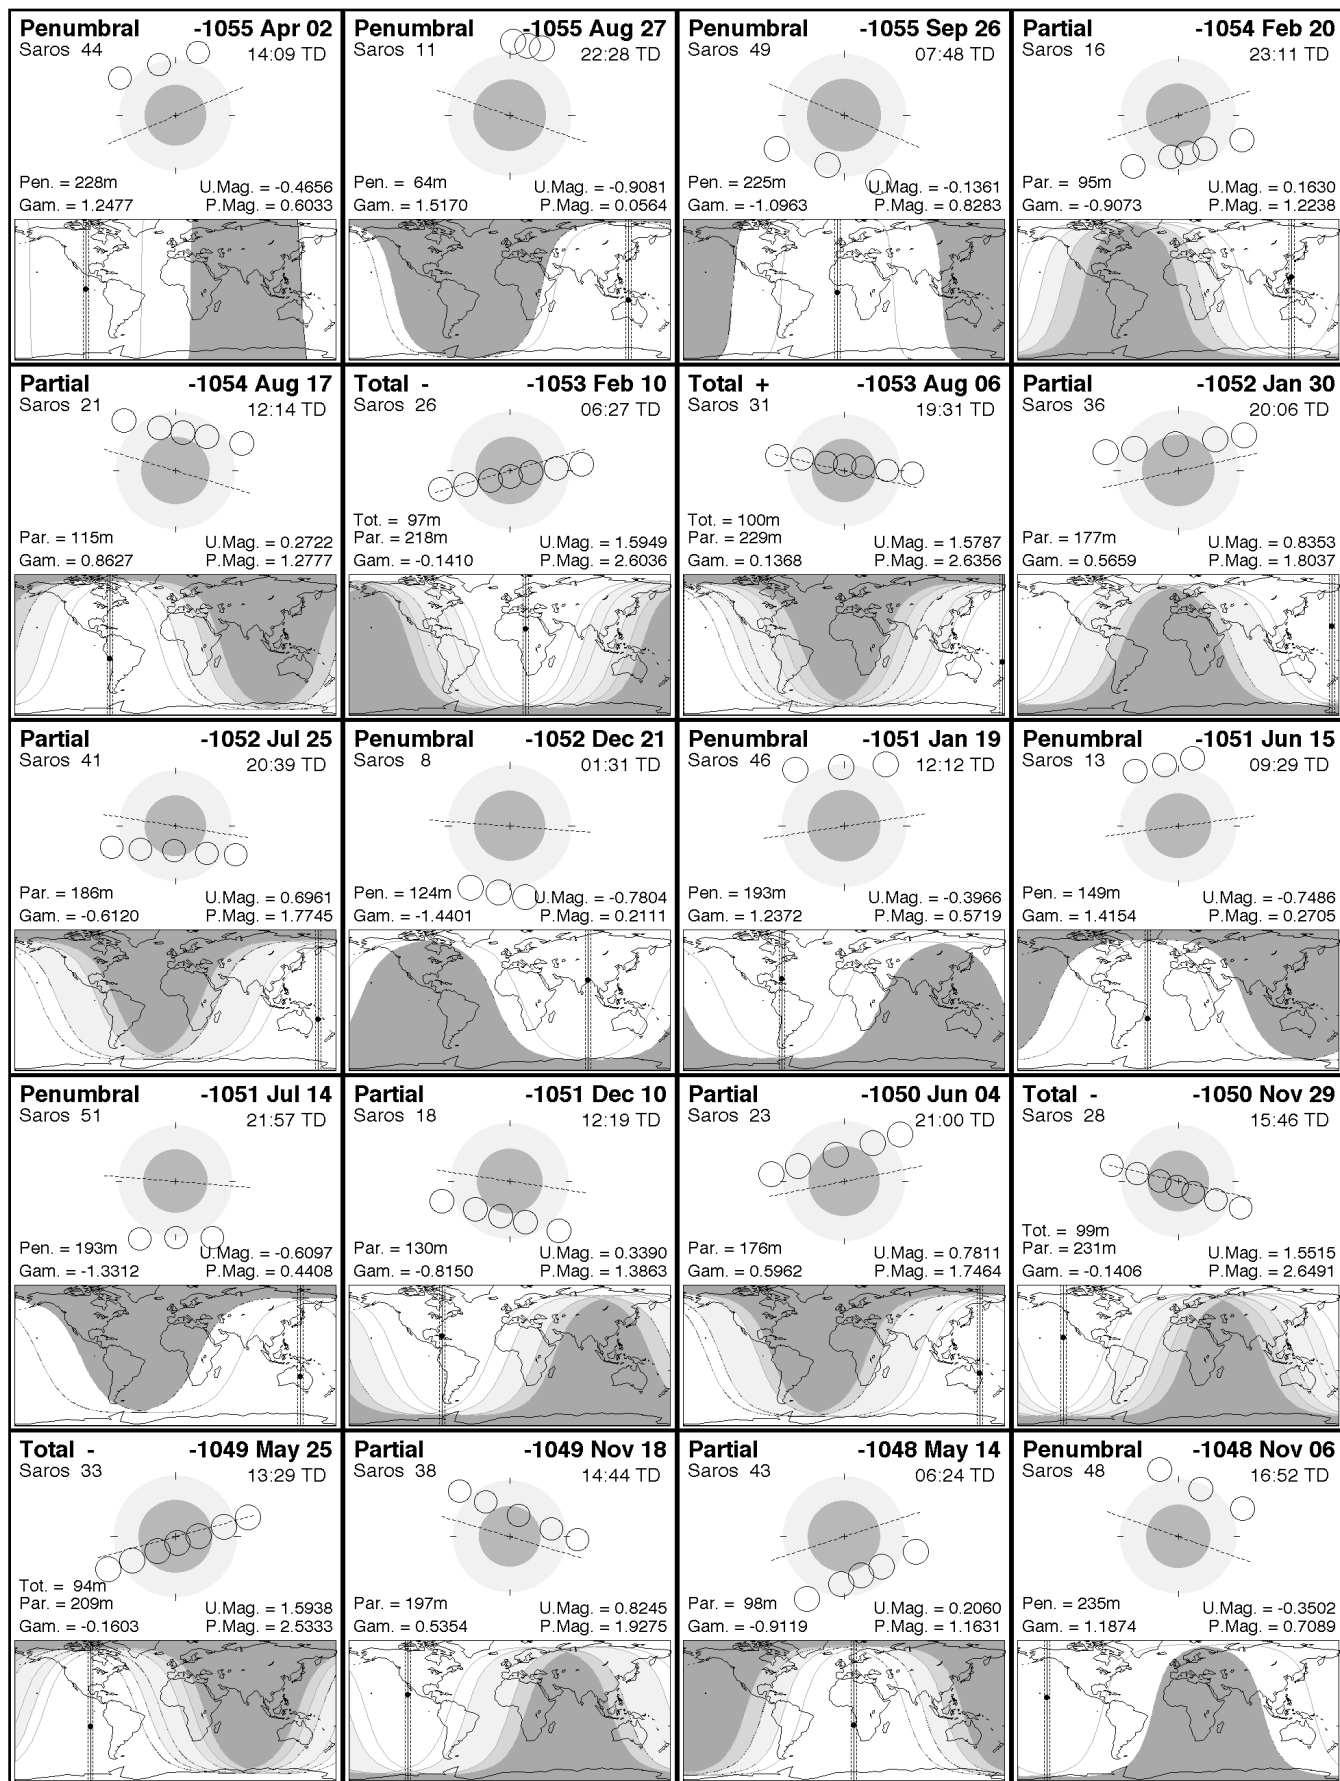 Penumbral -1055 Apr 02
Saros 44 14:09 TD
Pen. = 228m U.Mag. = -0.4656
Gam. = 1.2477 P.Mag. = 0.6033
Penumbral -1055 Aug 27
Saros 11 22:28 TD
Pen. = 64m U.Mag. = -0.9081
Gam. = 1.5170 P.Mag. = 0.0564
Penumbral -1055 Sep 26
Saros 49 07:48 TD
Pen. = 225m U.Mag. = -0.1361
Gam. = -1.0963 P.Mag. = 0.8283
Partial -1054 Feb 20
Saros 16 23:11 TD
Par. = 95m U.Mag. = 0.1630
Gam. = -0.9073 P.Mag. = 1.2238
Partial -1054 Aug 17
Saros 21 12:14 TD
Par. = 115m U.Mag. = 0.2722
Gam. = 0.8627 P.Mag. = 1.2777
Total - -1053 Feb 10
Saros 26 06:27 TD
Tot. = 97m
Par. = 218m U.Mag. = 1.5949
Gam. = -0.1410 P.Mag. = 2.6036
Total + -1053 Aug 06
Saros 31 19:31 TD
Tot. = 100m
Par. = 229m U.Mag. = 1.5787
Gam. = 0.1368 P.Mag. = 2.6356
Partial -1052 Jan 30
Saros 36 20:06 TD
Par. = 177m U.Mag. = 0.8353
Gam. = 0.5659 P.Mag. = 1.8037
Partial -1052 Jul 25
Saros 41 20:39 TD
Par. = 186m U.Mag. = 0.6961
Gam. = -0.6120 P.Mag. = 1.7745
Penumbral -1052 Dec 21
Saros 8 01:31 TD
Pen. = 124m U.Mag. = -0.7804
Gam. = -1.4401 P.Mag. = 0.2111
Penumbral -1051 Jan 19
Saros 46 12:12 TD
Pen. = 193m U.Mag. = -0.3966
Gam. = 1.2372 P.Mag. = 0.5719
Penumbral -1051 Jun 15
Saros 13 09:29 TD
Pen. = 149m U.Mag. = -0.7486
Gam. = 1.4154 P.Mag. = 0.2705
Penumbral -1051 Jul 14
Saros 51 21:57 TD
Pen. = 193m U.Mag. = -0.6097
Gam. = -1.3312 P.Mag. = 0.4408
Partial -1051 Dec 10
Saros 18 12:19 TD
Par. = 130m U.Mag. = 0.3390
Gam. = -0.8150 P.Mag. = 1.3863
Partial -1050 Jun 04
Saros 23 21:00 TD
Par. = 176m U.Mag. = 0.7811
Gam. = 0.5962 P.Mag. = 1.7464
Total - -1050 Nov 29
Saros 28 15:46 TD
Tot. = 99m
Par. = 231m U.Mag. = 1.5515
Gam. = -0.1406 P.Mag. = 2.6491
Total - -1049 May 25
Saros 33 13:29 TD
Tot. = 94m
Par. = 209m U.Mag. = 1.5938
Gam. = -0.1603 P.Mag. = 2.5333
Partial -1049 Nov 18
Saros 38 14:44 TD
Par. = 197m U.Mag. = 0.8245
Gam. = 0.5354 P.Mag. = 1.9275
Partial -1048 May 14
Saros 43 06:24 TD
Par. = 98m U.Mag. = 0.2060
Gam. = -0.9119 P.Mag. = 1.1631
Penumbral -1048 Nov 06
Saros 48 16:52 TD
Pen. = 235m U.Mag. = -0.3502
Gam. = 1.1874 P.Mag. = 0.7089